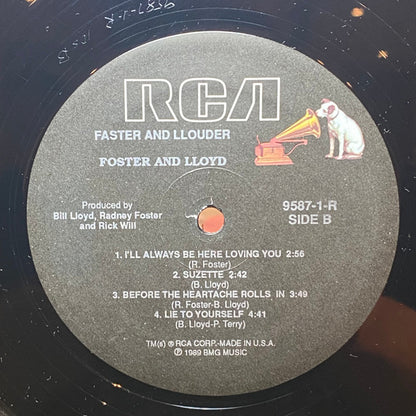 9587-1-R
RCA
FASTER AND LLOUDER
FOSTER AND LLOYD
Produced by
Bill Lloyd, Radney Foster
and Rick Will
9587-1-R
SIDE B
1. I'LL ALWAYS BE HERE LOVING YOU 2:56
(R. Foster)
2. SUZETTE 2:42
(B. Lloyd)
3. BEFORE THE HEARTACHE ROLLS IN 3:49
(R. Foster-B. Lloyd)
4. LIE TO YOURSELF 4:41
(B. Lloyd-P. Terry)
TM(s) ® RCA CORP.-MADE IN U.S.A.
℗ 1989 BMG MUSIC